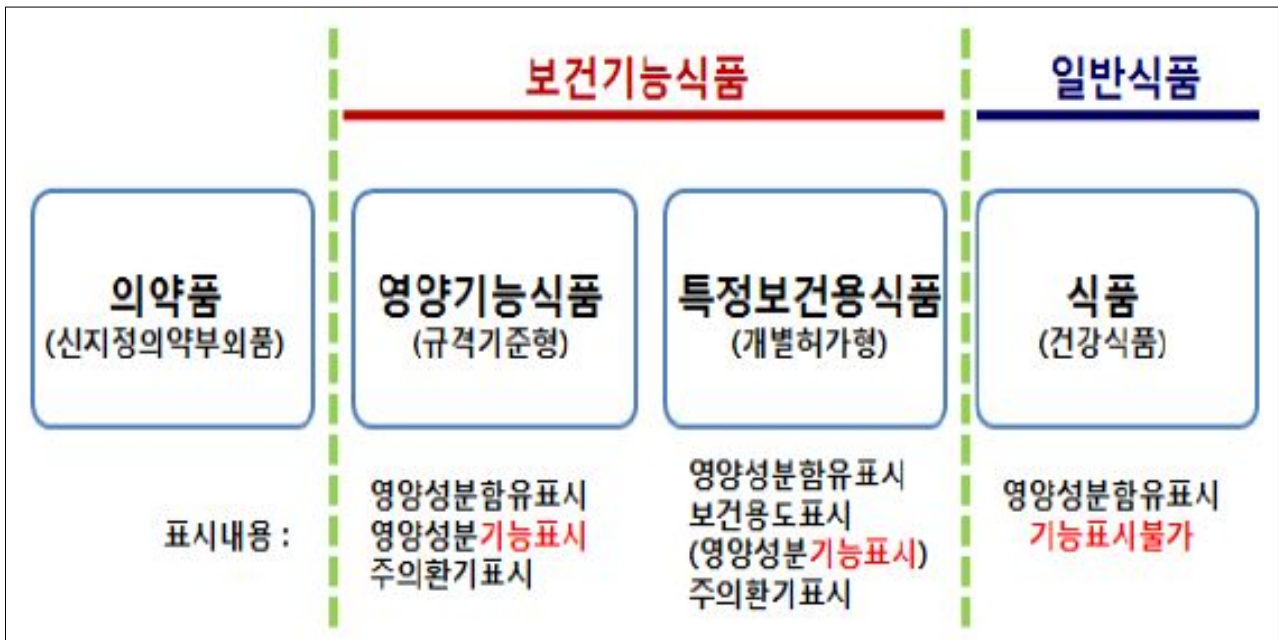 보건기능식품
일반식품
의약품
(신지정의약부외품)
영양기능식품
(규격기준형)
특정보건용식품
(개별허가형)
식품
(건강식품)
표시내용 :
영양성분함유표시
영양성분기능표시
주의환기표시
영양성분함유표시
보건용도표시
(영양성분기능표시)
주의환기표시
영양성분함유표시
기능표시불가